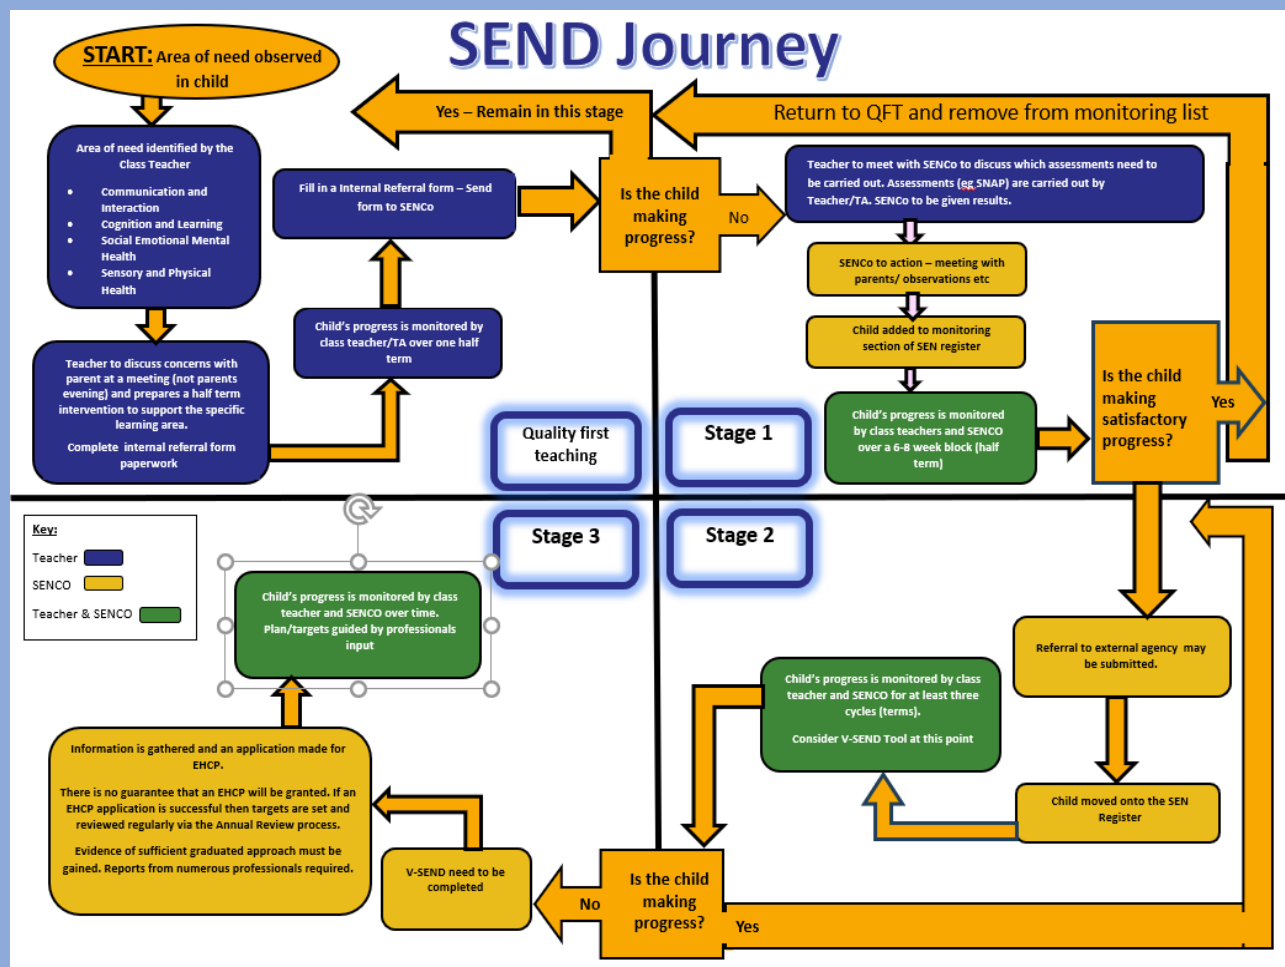 SEND Journey
START: Area of need observed
in child
Area of need identified by the
Class Teacher
• Communication and
Interaction
• Cognition and Learning
• Social Emotional Mental
Health
• Sensory and Physical
Health
Teacher to discuss concerns with
parent at a meeting (not parents
evening) and prepares a half term
intervention to support the specific
learning area.
Complete internal referral form
paperwork
Child's progress is monitored by
class teacher/TA over one half
term
Fill in a Internal Referral form – Send
form to SENCo
Is the child
making
progress?
Yes – Remain in this stage
No
Return to QFT and remove from monitoring list
Teacher to meet with SENCo to discuss which assessments need to
be carried out. Assessments (eg SNAP) are carried out by
Teacher/TA. SENCo to be given results.
SENCo to action – meeting with
parents/ observations etc
Child added to monitoring
section of SEN register
Child's progress is monitored
by class teachers and SENCO
over a 6-8 week block (half
term)
Is the child
making
satisfactory
progress?
Yes
Quality first
teaching
Stage 1
Stage 3
Stage 2
Key:
Teacher
SENCO
Teacher & SENCO
Referral to external agency may
be submitted.
Child moved onto the SEN
Register
Child's progress is monitored by class
teacher and SENCO for at least three
cycles (terms).
Consider V-SEND Tool at this point
Is the child
making
progress?
Yes
No
V-SEND need to be
completed
Information is gathered and an application made for
EHCP.
There is no guarantee that an EHCP will be granted. If an
EHCP application is successful then targets are set and
reviewed regularly via the Annual Review process.
Evidence of sufficient graduated approach must be
gained. Reports from numerous professionals required.
Child's progress is monitored by class
teacher and SENCO over time.
Plan/targets guided by professionals
input